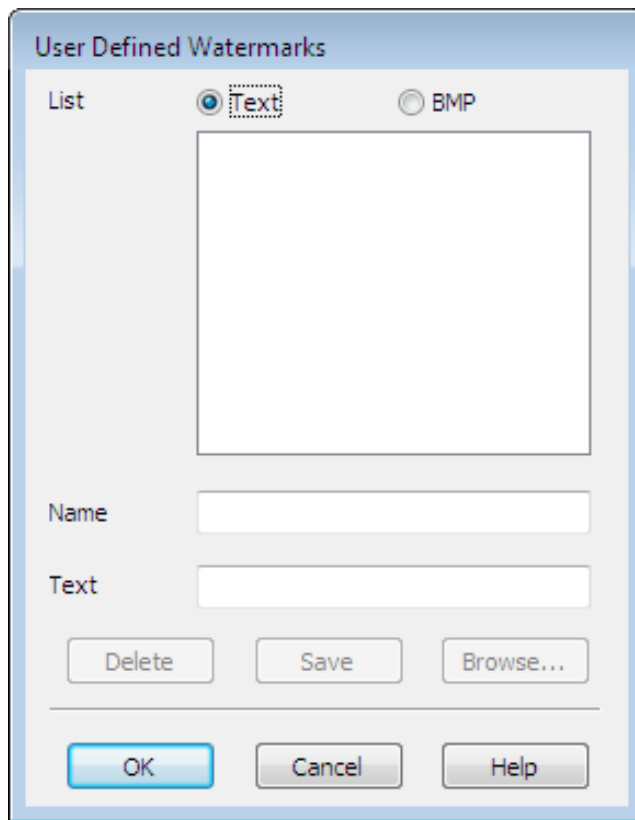 User Defined Watermarks
List Text BMP
Name
Text
Delete Save Browse...
OK Cancel Help